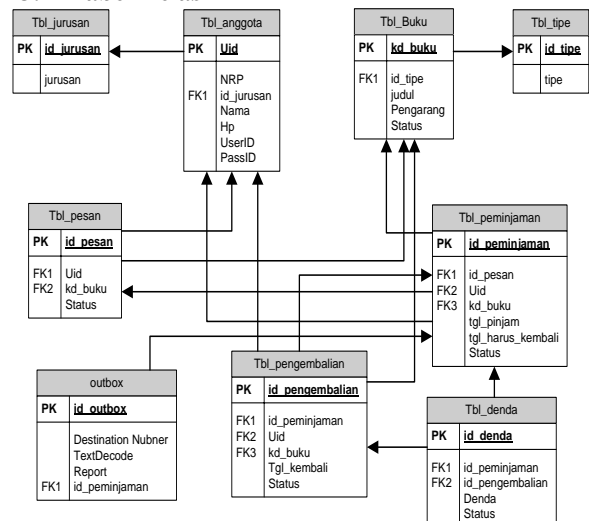 Tbl_jurusan
PK id_jurusan
jurusan
Tbl_anggota
PK Uid
NRP
FK1 id_jurusan
Nama
Hp
UserID
PassID
Tbl_Buku
PK kd_buku
FK1 id_tipe
judul
Pengarang
Status
Tbl_tipe
PK id_tipe
tipe
Tbl_pesan
PK id_pesan
FK1 Uid
FK2 kd_buku
Status
Tbl_peminjaman
PK id_peminjaman
FK1 id_pesan
FK2 Uid
FK3 kd_buku
tgl_pinjam
tgl_harus_kembali
Status
outbox
PK id_outbox
Destination Nubner
TextDecode
Report
FK1 id_peminjaman
Tbl_pengembalian
PK id_pengembalian
FK1 id_peminjaman
FK2 Uid
FK3 kd_buku
Tgl_kembali
Status
Tbl_denda
PK id_denda
FK1 id_peminjaman
FK2 id_pengembalian
Denda
Status